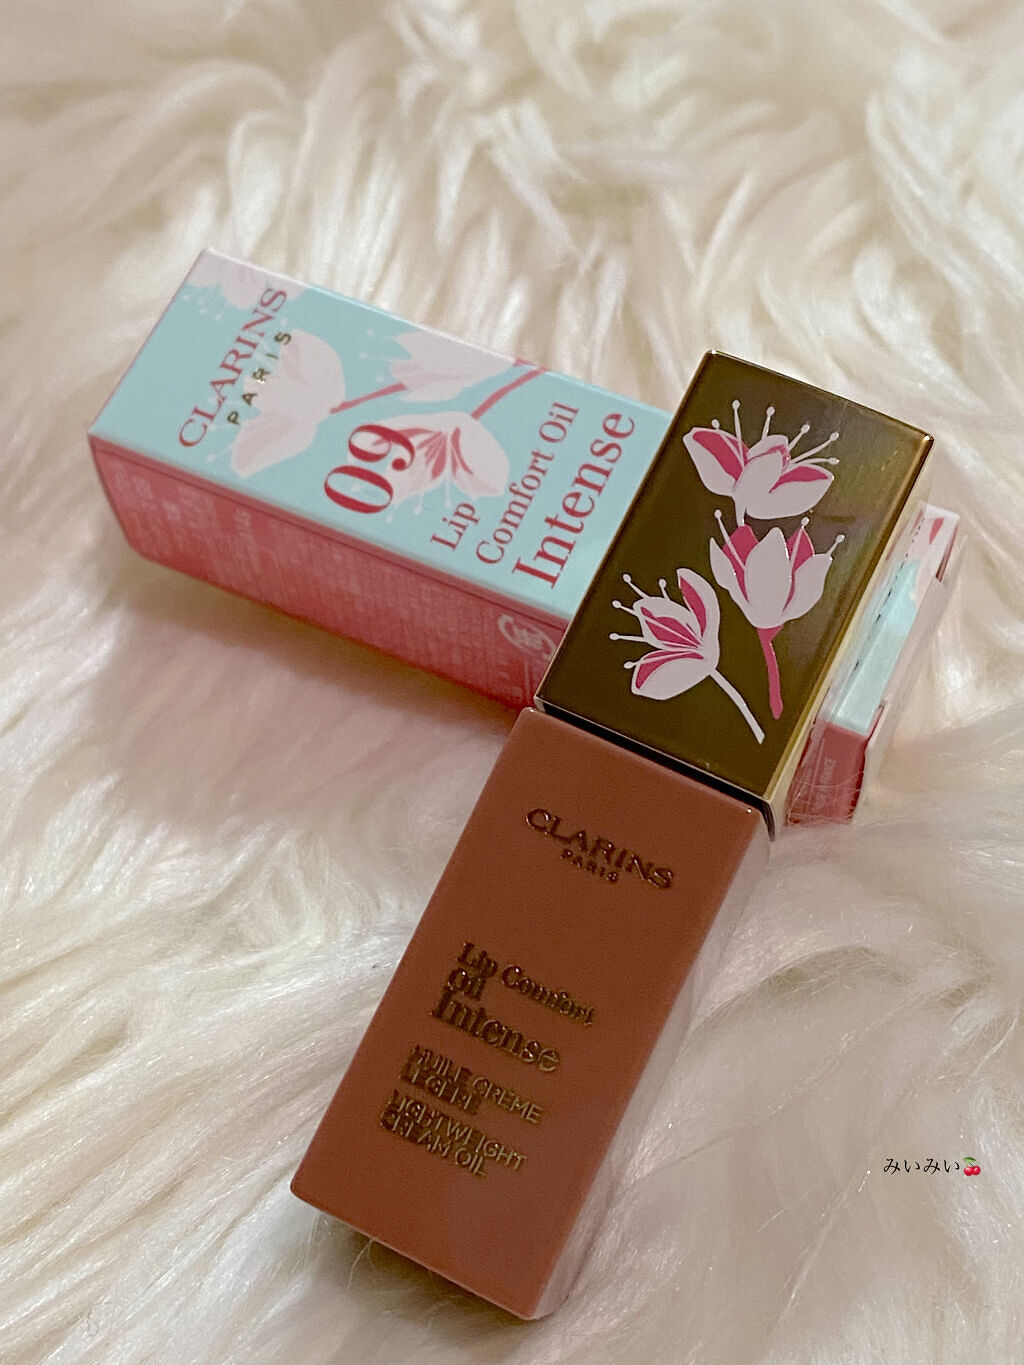 CLARINS
PARIS
09
Lip
Comfort Oil
Intense
CLARINS
PARIS
Lip Comfort
Oil
Intense
HUILE CRÈME
LÉGÈRE
LIGHTWEIGHT
CREAM OIL
みいみい🍒